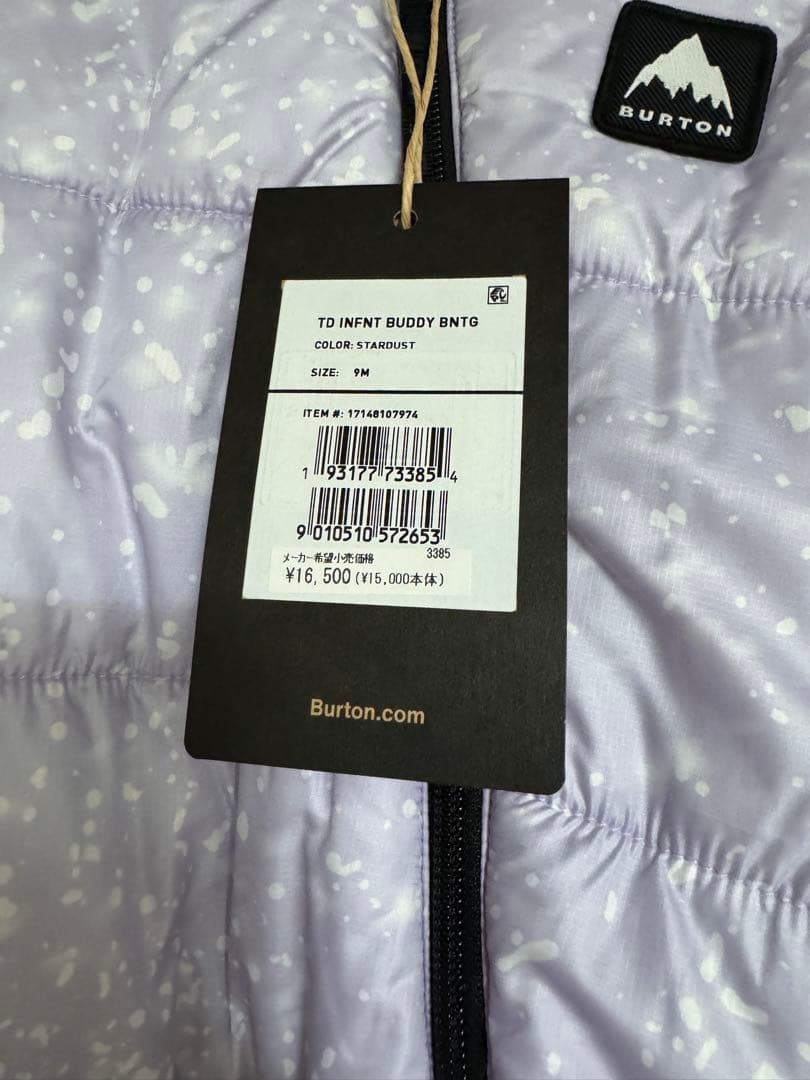 BURTON
TD INFNT BUDDY BNTG
COLOR: STARDUST
SIZE: 9M
ITEM #: 17148107974
1 93177 73385 4
9 010510 572653
3385
メーカー希望小売価格
¥16,500 (¥15,000本体)
Burton.com